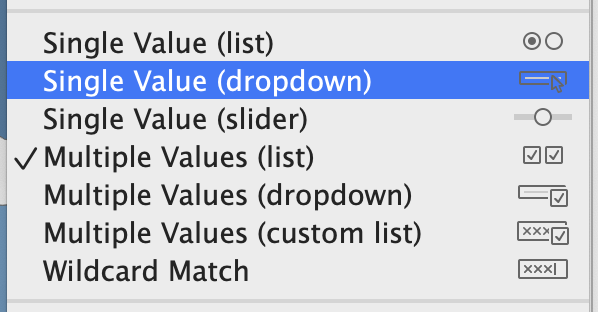 Single Value (list)
Single Value (dropdown)
Single Value (slider)
✓ Multiple Values (list)
Multiple Values (dropdown)
Multiple Values (custom list)
Wildcard Match